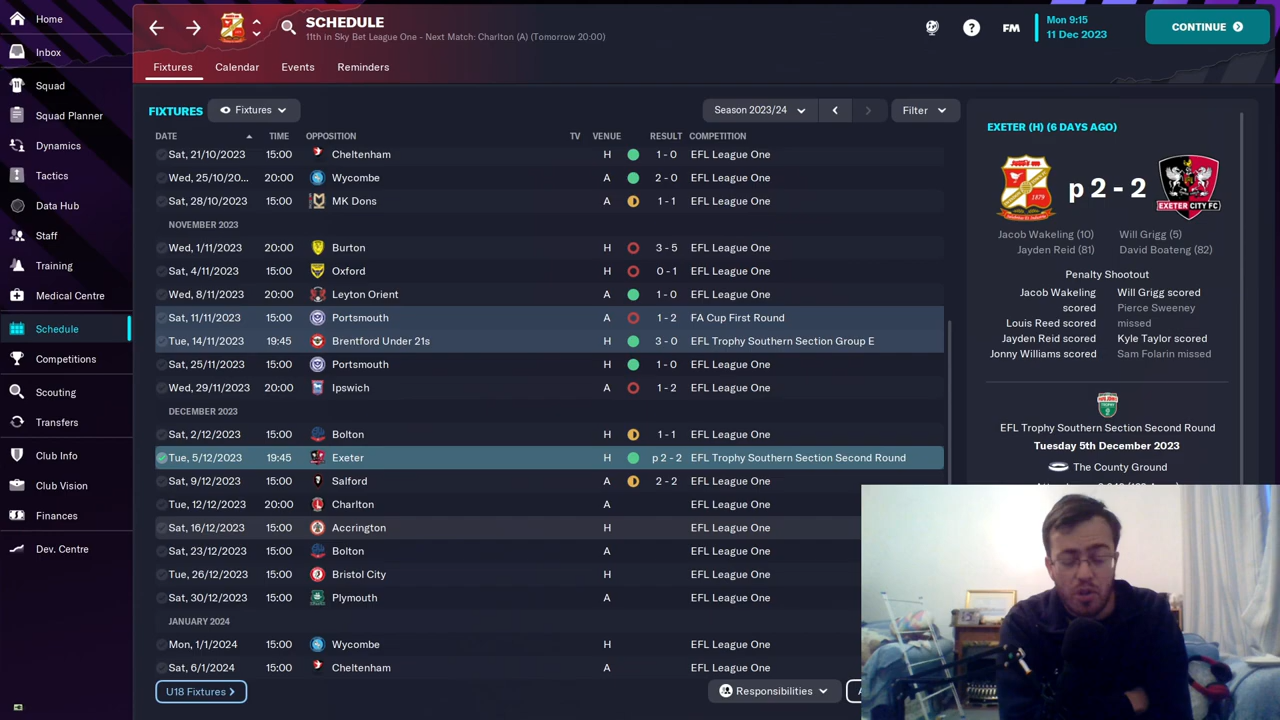 Home
SCHEDULE
11th in Sky Bet League One - Next Match: Charlton (A) (Tomorrow 20:00)
FM
Mon 9:15
11 Dec 2023
CONTINUE
Inbox
Squad
Squad Planner
Dynamics
Tactics
Data Hub
Staff
Training
Medical Centre
Schedule
Competitions
Scouting
Transfers
Club Info
Club Vision
Finances
Dev. Centre
Fixtures Calendar Events Reminders
FIXTURES Fixtures Season 2023/24 Filter
DATE TIME OPPOSITION TV VENUE RESULT COMPETITION
Sat, 21/10/2023 15:00 Cheltenham H 1 - 0 EFL League One
Wed, 25/10/20... 20:00 Wycombe A 2 - 0 EFL League One
Sat, 28/10/2023 15:00 MK Dons A 1 - 1 EFL League One
NOVEMBER 2023
Wed, 1/11/2023 20:00 Burton H 3 - 5 EFL League One
Sat, 4/11/2023 15:00 Oxford H 0 - 1 EFL League One
Wed, 8/11/2023 20:00 Leyton Orient A 1 - 0 EFL League One
Sat, 11/11/2023 15:00 Portsmouth A 1 - 2 FA Cup First Round
Tue, 14/11/2023 19:45 Brentford Under 21s H 3 - 0 EFL Trophy Southern Section Group E
Sat, 25/11/2023 15:00 Portsmouth H 1 - 0 EFL League One
Wed, 29/11/2023 20:00 Ipswich A 1 - 2 EFL League One
DECEMBER 2023
Sat, 2/12/2023 15:00 Bolton H 1 - 1 EFL League One
Tue, 5/12/2023 19:45 Exeter H p 2 - 2 EFL Trophy Southern Section Second Round
Sat, 9/12/2023 15:00 Salford A 2 - 2 EFL League One
Tue, 12/12/2023 20:00 Charlton A EFL League One
Sat, 16/12/2023 15:00 Accrington H EFL League One
Sat, 23/12/2023 15:00 Bolton A EFL League One
Tue, 26/12/2023 15:00 Bristol City H EFL League One
Sat, 30/12/2023 15:00 Plymouth A EFL League One
JANUARY 2024
Mon, 1/1/2024 15:00 Wycombe H EFL League One
Sat, 6/1/2024 15:00 Cheltenham A EFL League One
U18 Fixtures
Responsibilities
EXETER (H) (6 DAYS AGO)
p 2 - 2
1879
EXETER CITY FC
Jacob Wakeling (10) Will Grigg (5)
Jayden Reid (81) David Boateng (82)
Penalty Shootout
Jacob Wakeling Will Grigg scored
scored Pierce Sweeney
Louis Reed scored missed
Jayden Reid scored Kyle Taylor scored
Jonny Williams scored Sam Folarin missed
EFL Trophy Southern Section Second Round
Tuesday 5th December 2023
The County Ground